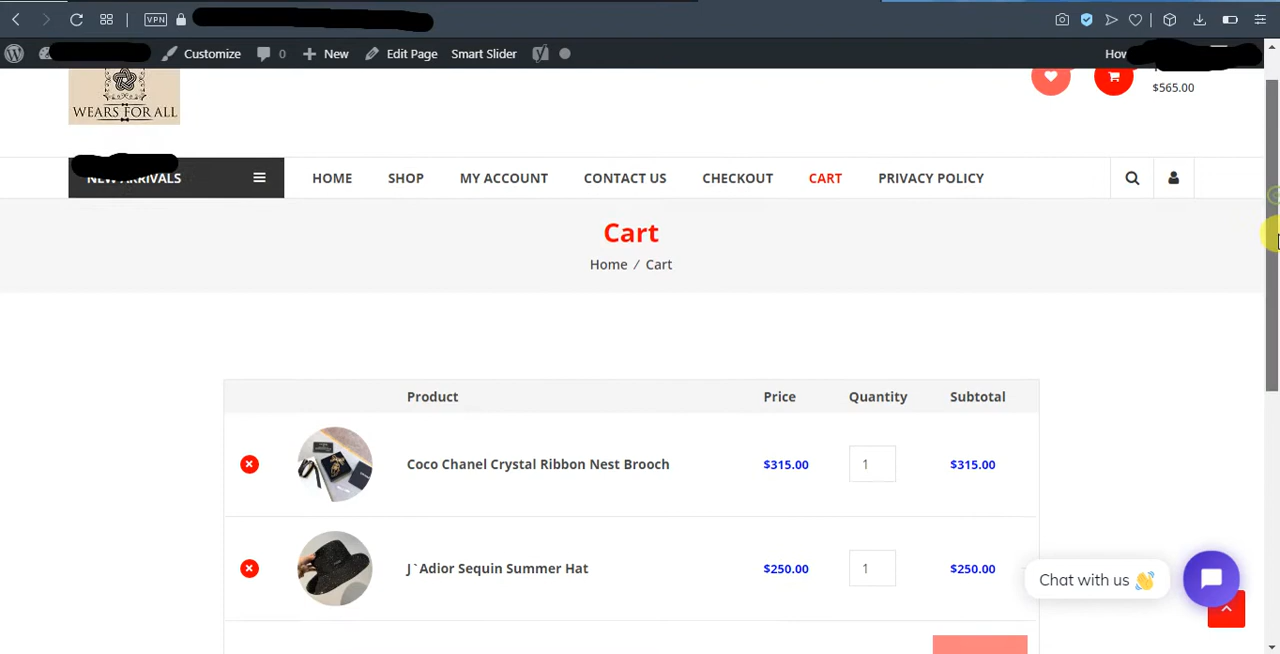 VPN
Customize 0 New Edit Page Smart Slider
WEARS FOR ALL
$565.00
NEW ARRIVALS HOME SHOP MY ACCOUNT CONTACT US CHECKOUT CART PRIVACY POLICY
Cart
Home / Cart
Product Price Quantity Subtotal
Coco Chanel Crystal Ribbon Nest Brooch $315.00 1 $315.00
J`Adior Sequin Summer Hat $250.00 1 $250.00
Chat with us